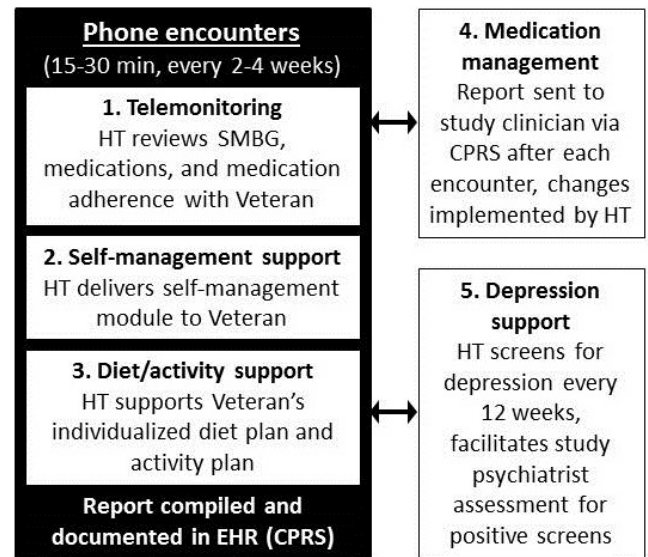 Phone encounters
(15-30 min, every 2-4 weeks)
1. Telemonitoring
HT reviews SMBG,
medications, and medication
adherence with Veteran
2. Self-management support
HT delivers self-management
module to Veteran
3. Diet/activity support
HT supports Veteran's
individualized diet plan and
activity plan
Report compiled and
documented in EHR (CPRS)
4. Medication
management
Report sent to
study clinician via
CPRS after each
encounter, changes
implemented by HT
5. Depression
support
HT screens for
depression every
12 weeks,
facilitates study
psychiatrist
assessment for
positive screens